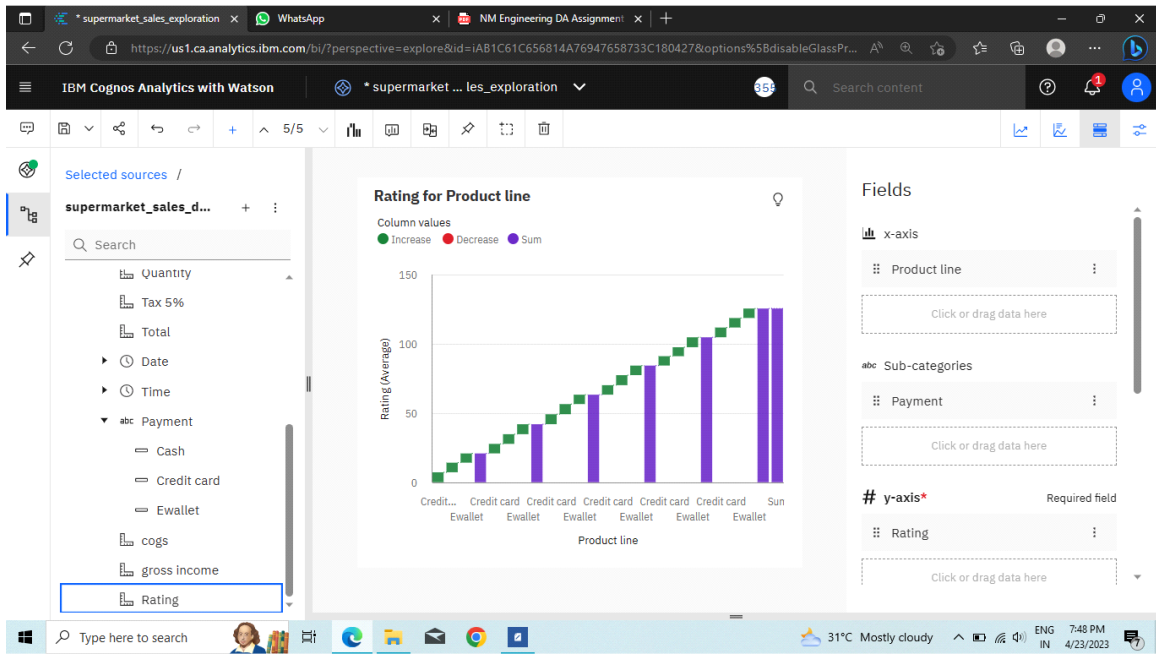 * supermarket_sales_exploration
WhatsApp
NM Engineering DA Assignment
https://us1.ca.analytics.ibm.com/bi/?perspective=explore&id=iAB1C61C656814A76947658733C180427&options%5BdisableGlassPr...
IBM Cognos Analytics with Watson
* supermarket ... les_exploration
355
Search content
1
5/5
Selected sources /
supermarket_sales_d...
Search
Quantity
Tax 5%
Total
Date
Time
abc Payment
Cash
Credit card
Ewallet
cogs
gross income
Rating
Rating for Product line
Column values
Increase Decrease Sum
150
100
50
0
Rating (Average)
Credit... Credit card Credit card Credit card Credit card Credit card Sun
Ewallet Ewallet Ewallet Ewallet Ewallet Ewallet
Product line
Fields
x-axis
Product line
Click or drag data here
abc Sub-categories
Payment
Click or drag data here
# y-axis* Required field
Rating
Click or drag data here
Type here to search
31°C Mostly cloudy
ENG
IN
7:48 PM
4/23/2023
7